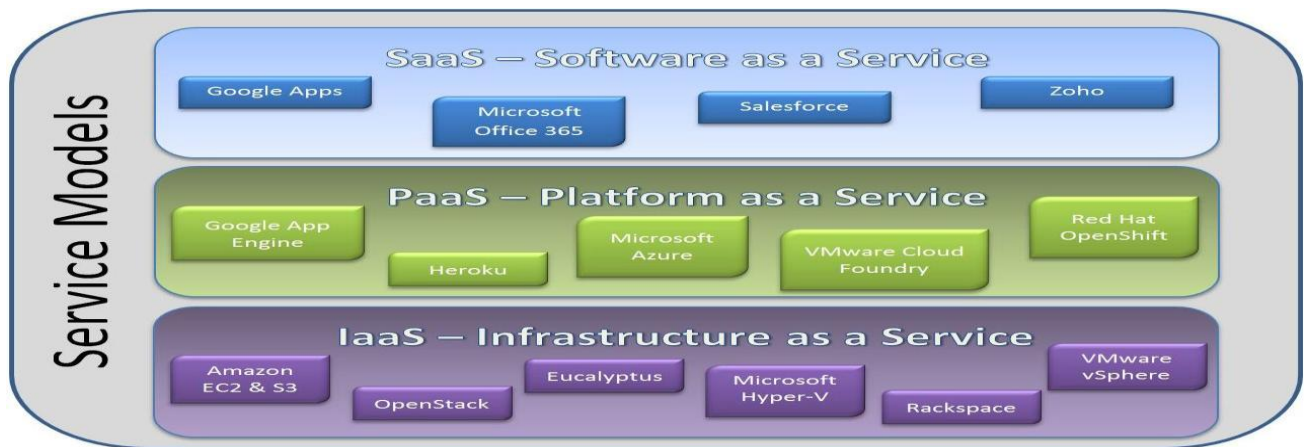 Service Models
SaaS – Software as a Service
Google Apps
Microsoft
Office 365
Salesforce
Zoho
PaaS – Platform as a Service
Google App
Engine
Heroku
Microsoft
Azure
VMware Cloud
Foundry
Red Hat
OpenShift
IaaS – Infrastructure as a Service
Amazon
EC2 & S3
OpenStack
Eucalyptus
Microsoft
Hyper-V
Rackspace
VMware
vSphere